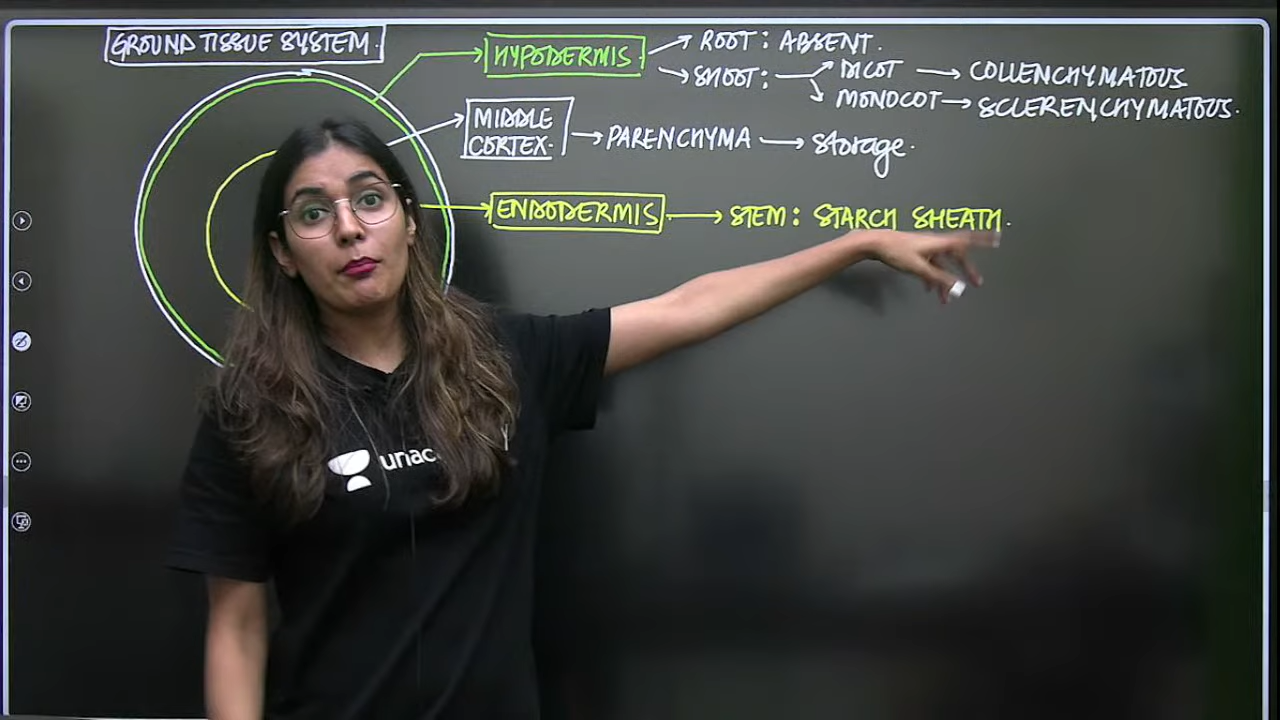 GROUND TISSUE SYSTEM.
HYPODERMIS.
ROOT : ABSENT.
SHOOT :
DICOT
COLLENCHYMATOUS
MONOCOT
SCLERENCHYMATOUS.
MIDDLE
CORTEX.
PARENCHYMA
Storage.
ENDODERMIS
STEM : STARCH SHEATH.